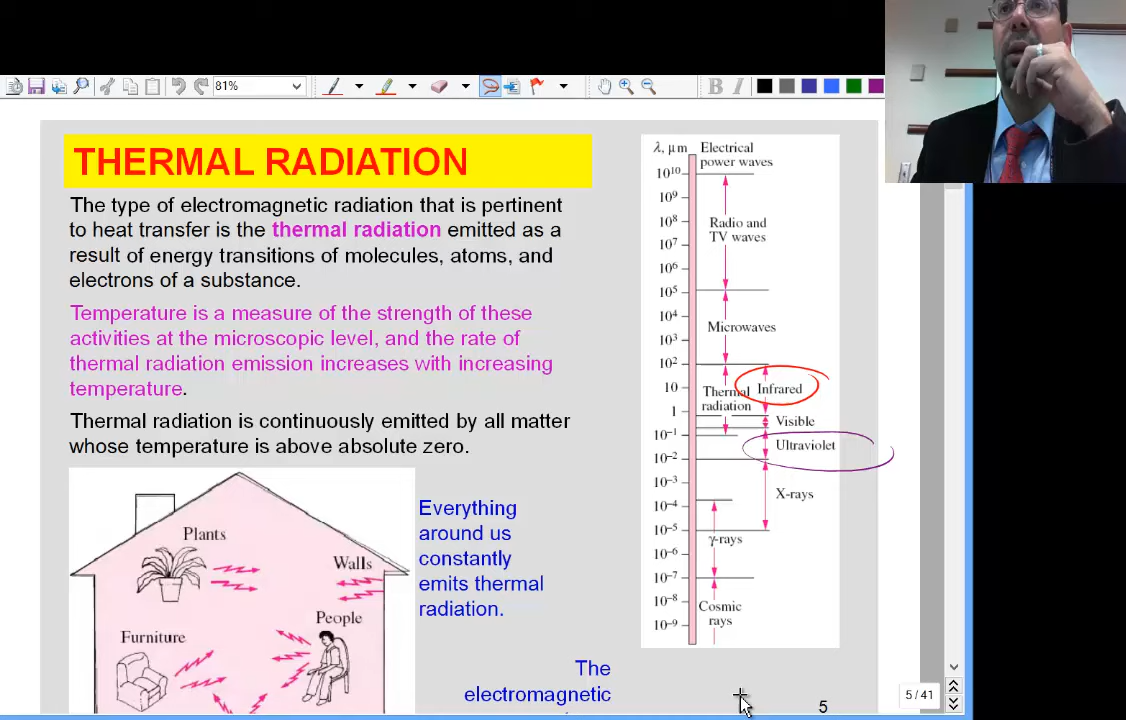 81%
B I
THERMAL RADIATION
The type of electromagnetic radiation that is pertinent
to heat transfer is the thermal radiation emitted as a
result of energy transitions of molecules, atoms, and
electrons of a substance.
Temperature is a measure of the strength of these
activities at the microscopic level, and the rate of
thermal radiation emission increases with increasing
temperature.
Thermal radiation is continuously emitted by all matter
whose temperature is above absolute zero.
Plants
Walls
People
Furniture
Everything
around us
constantly
emits thermal
radiation.
The
electromagnetic
λ, μm
Electrical
power waves
10¹⁰
10⁹
10⁸
10⁷
10⁶
10⁵
10⁴
10³
10²
10
1
10⁻¹
10⁻²
10⁻³
10⁻⁴
10⁻⁵
10⁻⁶
10⁻⁷
10⁻⁸
10⁻⁹
Radio and
TV waves
Microwaves
Thermal
radiation
Infrared
Visible
Ultraviolet
X-rays
γ-rays
Cosmic
rays
5
5 / 41